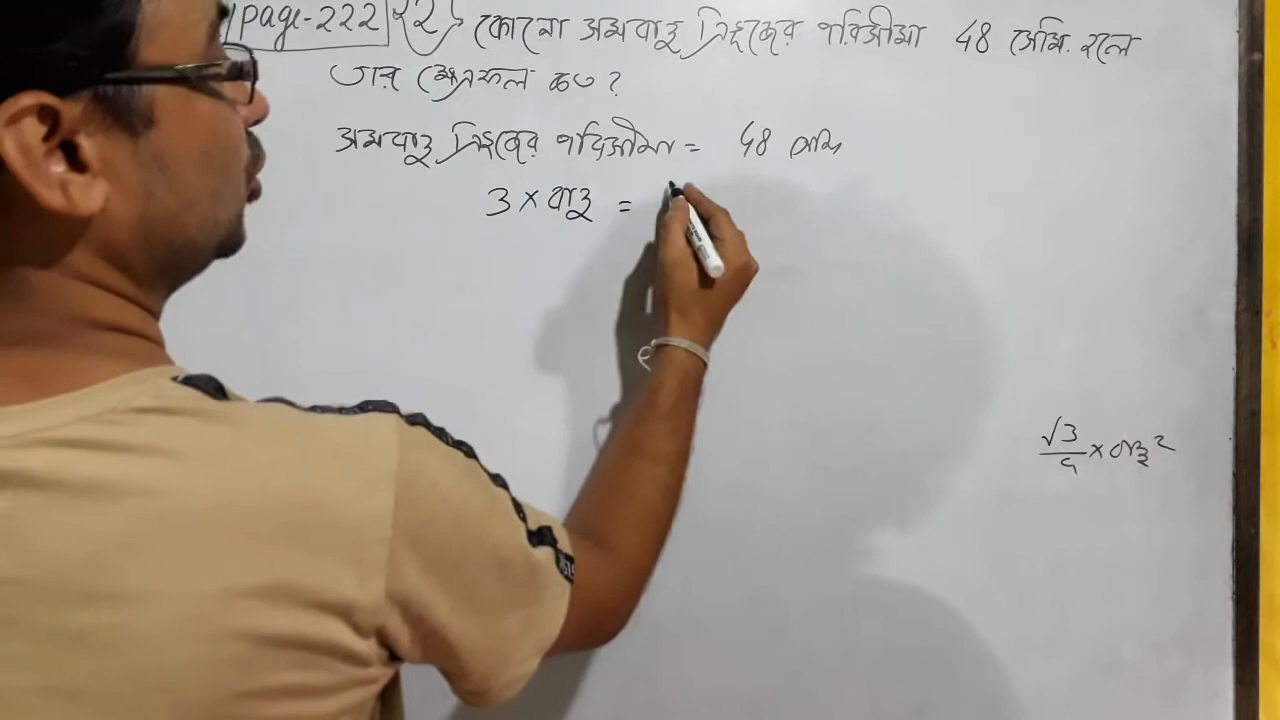 Page-222 ২২) কোনো সমবাহু ত্রিভুজের পরিসীমা 48 সেমি. হলে
তার ক্ষেত্রফল কত?
সমবাহু ত্রিভুজের পরিসীমা = 48 সেমি
3 × বাহু =
√3/4 × বাহু²